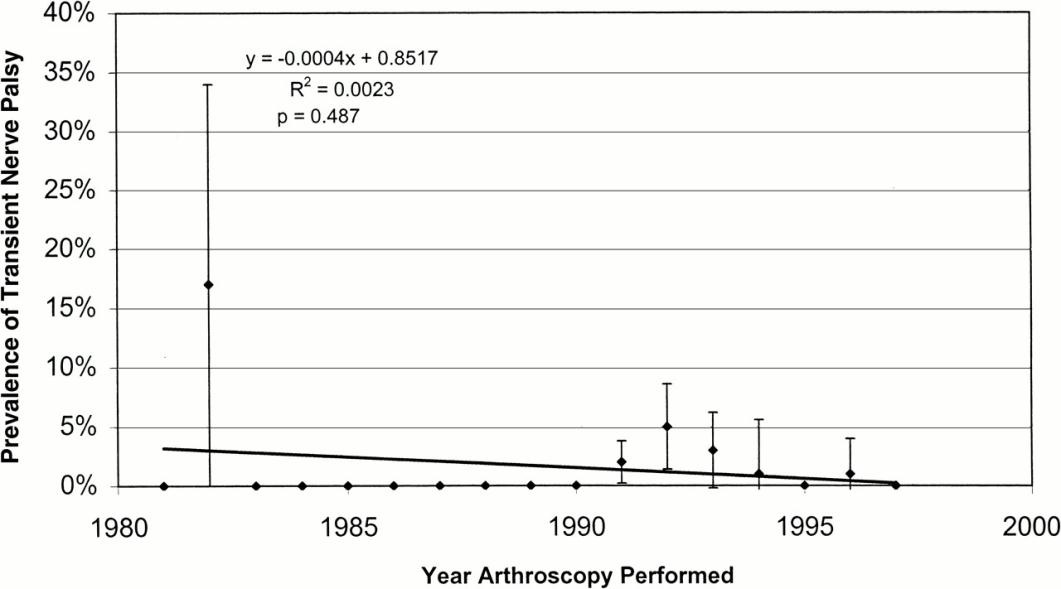 Prevalence of Transient Nerve Palsy
40%
35%
30%
25%
20%
15%
10%
5%
0%
y = -0.0004x + 0.8517
R² = 0.0023
p = 0.487
1980
1985
1990
1995
2000
Year Arthroscopy Performed